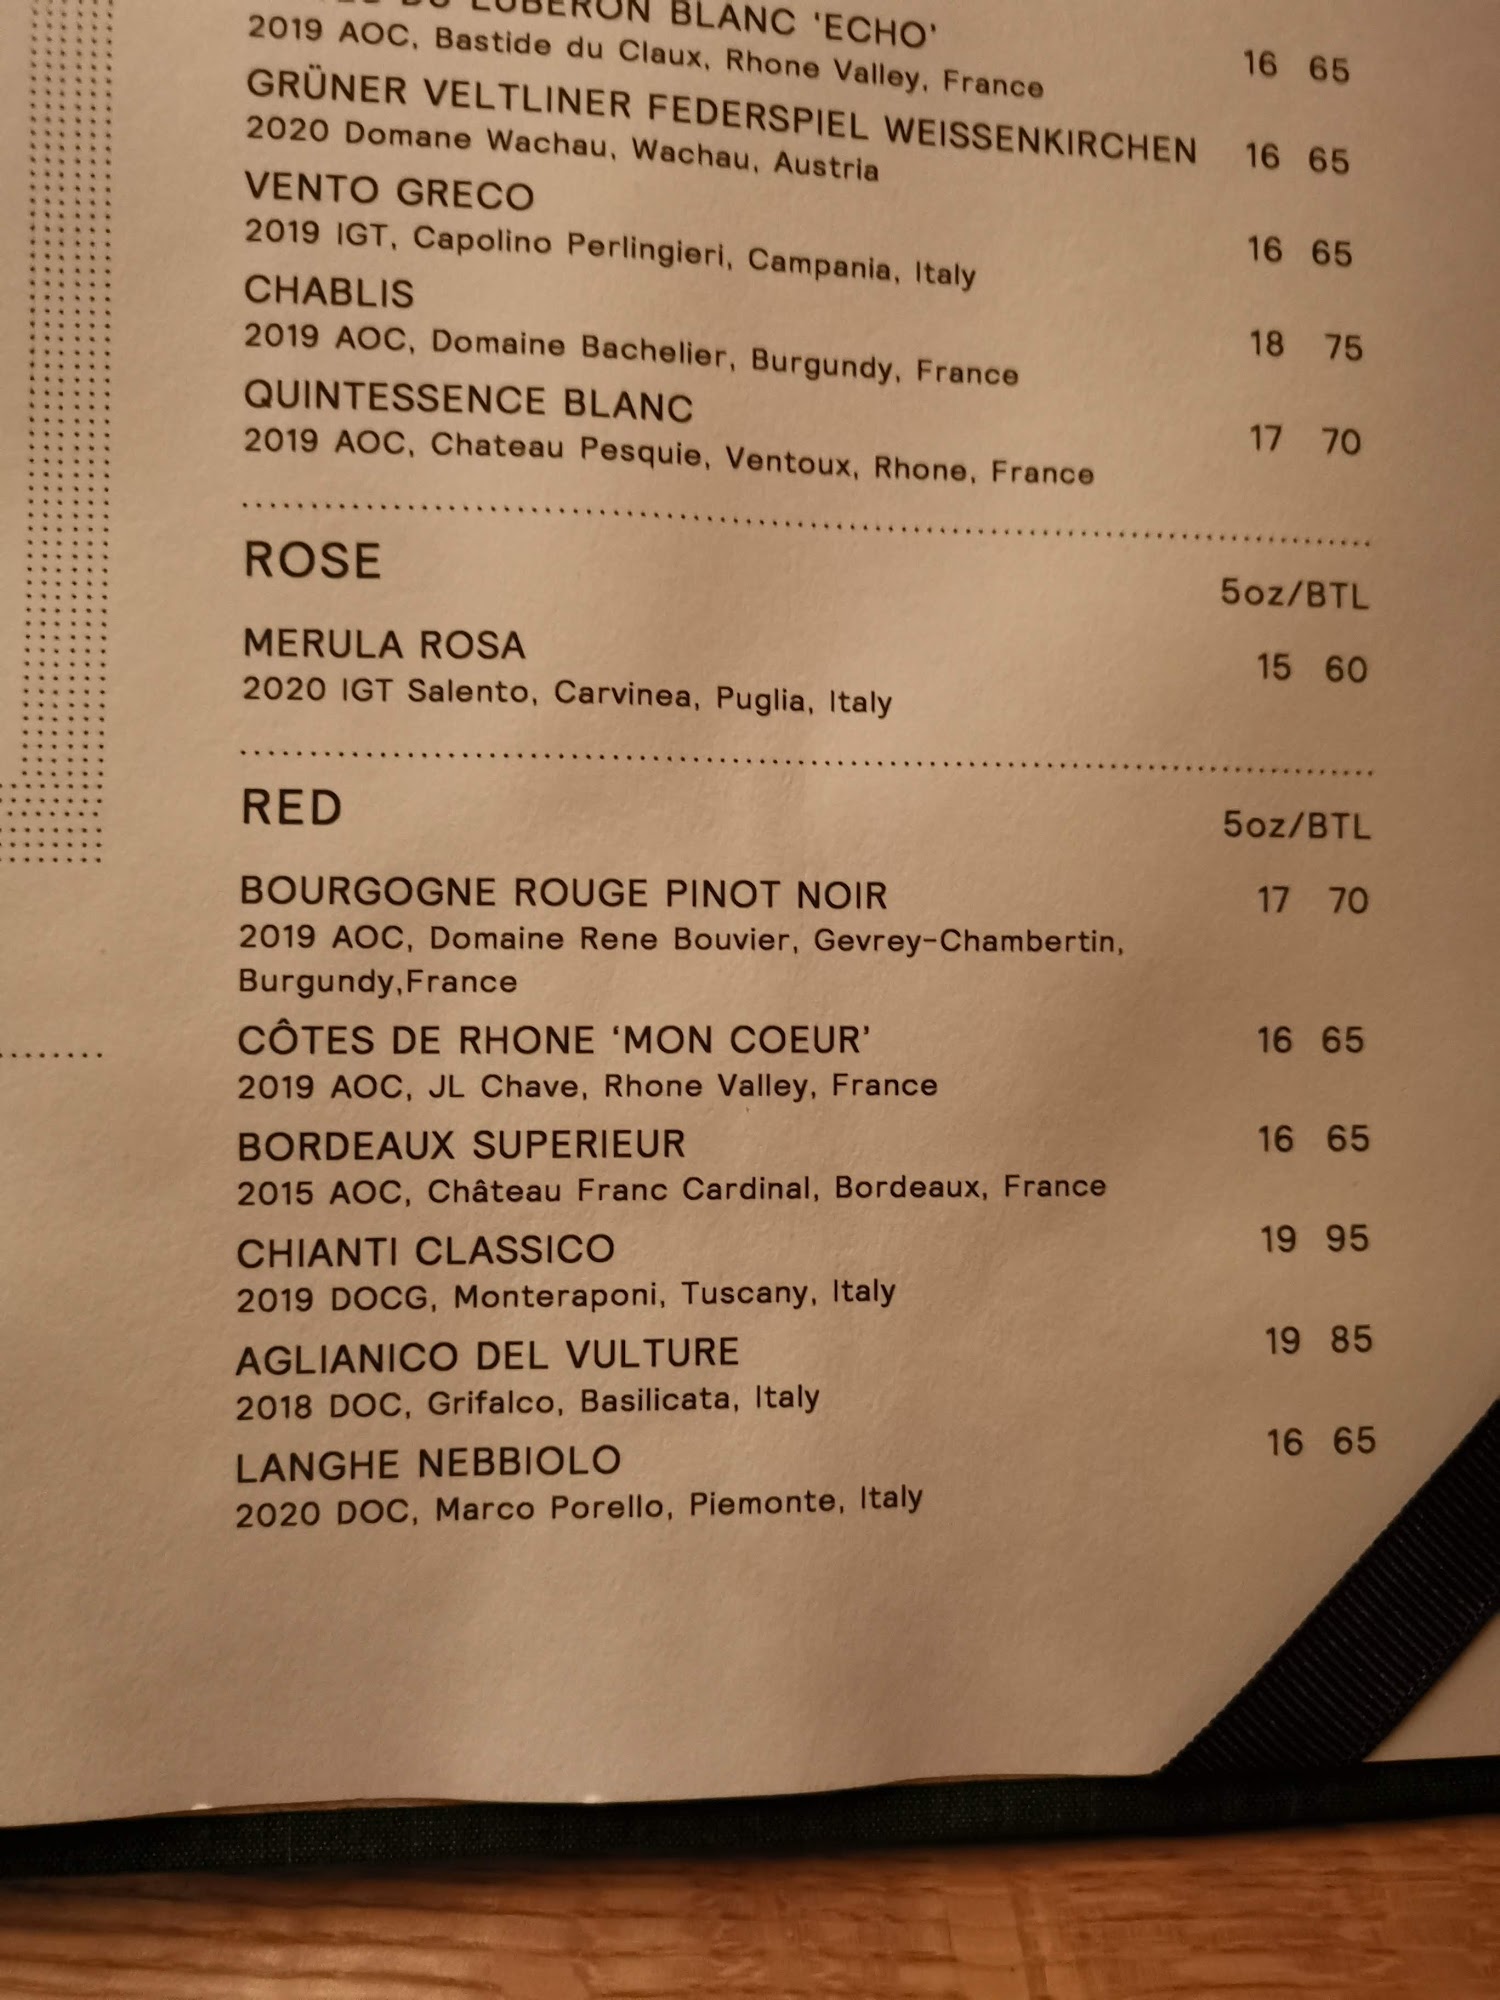 DU LUBERON BLANC 'ECHO'
2019 AOC, Bastide du Claux, Rhone Valley, France 16 65
GRÜNER VELTLINER FEDERSPIEL WEISSENKIRCHEN 16 65
2020 Domane Wachau, Wachau, Austria
VENTO GRECO 16 65
2019 IGT, Capolino Perlingieri, Campania, Italy
CHABLIS 18 75
2019 AOC, Domaine Bachelier, Burgundy, France
QUINTESSENCE BLANC 17 70
2019 AOC, Chateau Pesquie, Ventoux, Rhone, France
ROSE 5oz/BTL
MERULA ROSA 15 60
2020 IGT Salento, Carvinea, Puglia, Italy
RED 5oz/BTL
BOURGOGNE ROUGE PINOT NOIR 17 70
2019 AOC, Domaine Rene Bouvier, Gevrey-Chambertin,
Burgundy,France
CÔTES DE RHONE 'MON COEUR' 16 65
2019 AOC, JL Chave, Rhone Valley, France
BORDEAUX SUPERIEUR 16 65
2015 AOC, Château Franc Cardinal, Bordeaux, France
CHIANTI CLASSICO 19 95
2019 DOCG, Monteraponi, Tuscany, Italy
AGLIANICO DEL VULTURE 19 85
2018 DOC, Grifalco, Basilicata, Italy
LANGHE NEBBIOLO 16 65
2020 DOC, Marco Porello, Piemonte, Italy